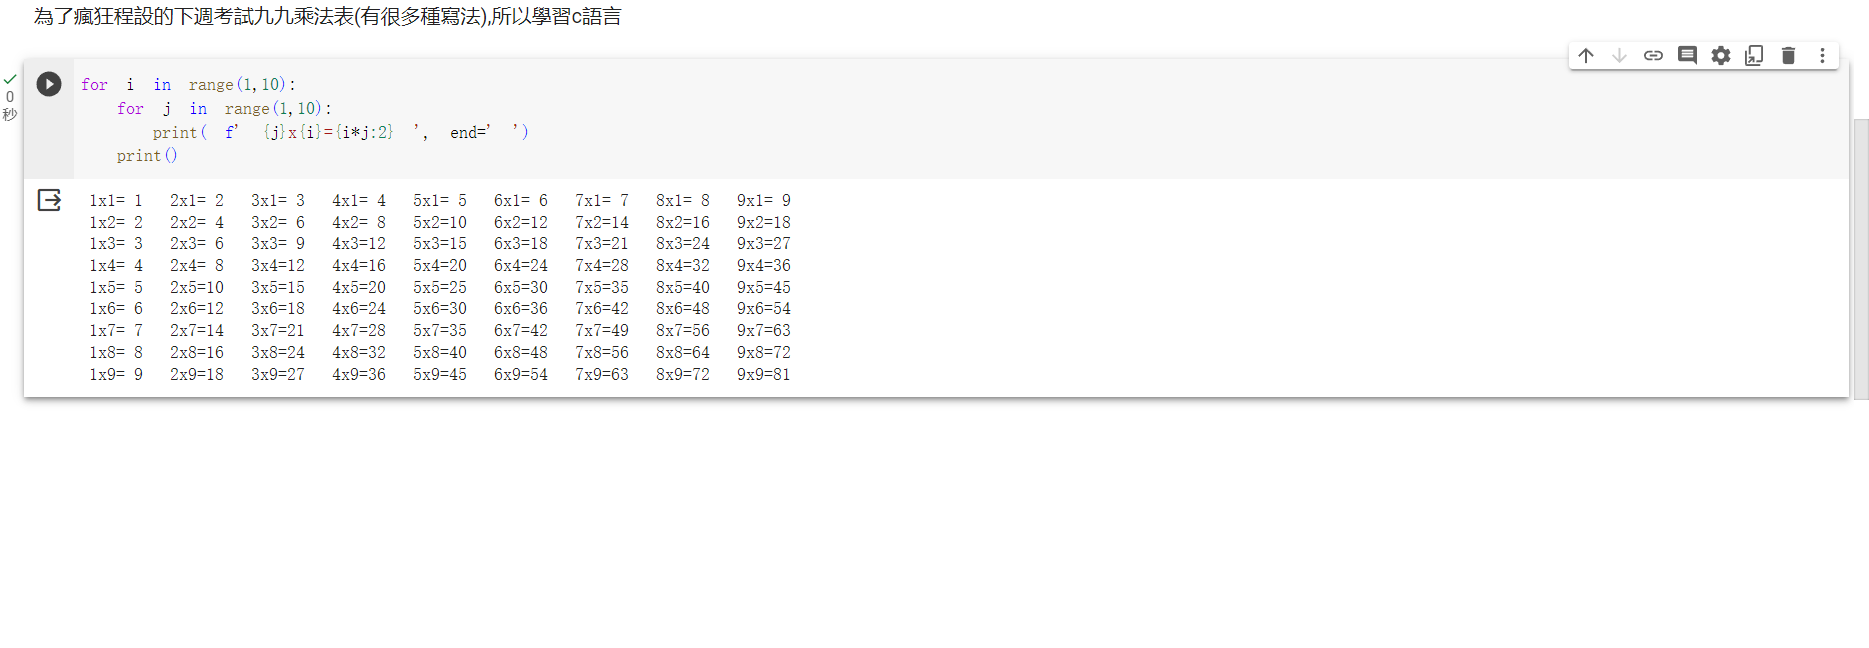 為了瘋狂程設的下週考試九九乘法表(有很多種寫法),所以學習c語言
0
秒
for i in range(1,10):
    for j in range(1,10):
        print( f' {j}x{i}={i*j:2} ', end=' ')
    print()
1x1= 1   2x1= 2   3x1= 3   4x1= 4   5x1= 5   6x1= 6   7x1= 7   8x1= 8   9x1= 9
1x2= 2   2x2= 4   3x2= 6   4x2= 8   5x2=10   6x2=12   7x2=14   8x2=16   9x2=18
1x3= 3   2x3= 6   3x3= 9   4x3=12   5x3=15   6x3=18   7x3=21   8x3=24   9x3=27
1x4= 4   2x4= 8   3x4=12   4x4=16   5x4=20   6x4=24   7x4=28   8x4=32   9x4=36
1x5= 5   2x5=10   3x5=15   4x5=20   5x5=25   6x5=30   7x5=35   8x5=40   9x5=45
1x6= 6   2x6=12   3x6=18   4x6=24   5x6=30   6x6=36   7x6=42   8x6=48   9x6=54
1x7= 7   2x7=14   3x7=21   4x7=28   5x7=35   6x7=42   7x7=49   8x7=56   9x7=63
1x8= 8   2x8=16   3x8=24   4x8=32   5x8=40   6x8=48   7x8=56   8x8=64   9x8=72
1x9= 9   2x9=18   3x9=27   4x9=36   5x9=45   6x9=54   7x9=63   8x9=72   9x9=81